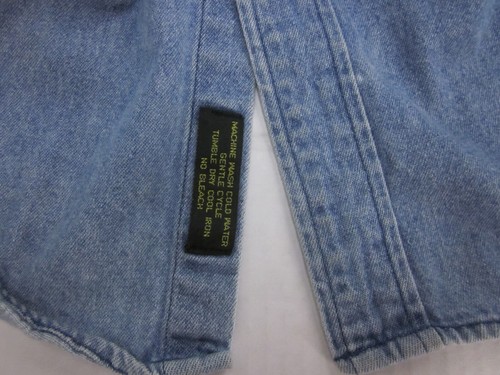 MACHINE WASH COLD WATER
GENTLE CYCLE
TUMBLE DRY COOL IRON
NO BLEACH